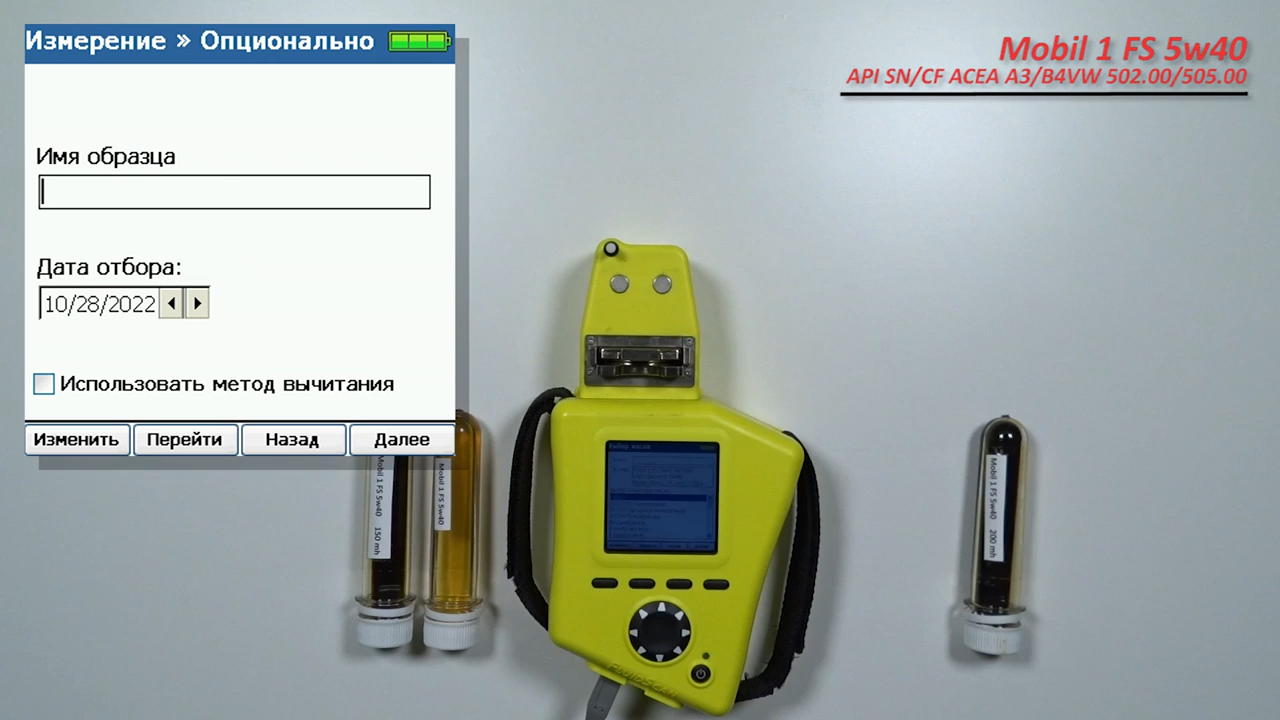 Измерение » Опционально
Имя образца
Дата отбора:
10/28/2022
Использовать метод вычитания
Изменить
Перейти
Назад
Далее
Mobil 1 FS 5w40
API SN/CF ACEA A3/B4VW 502.00/505.00
Mobil 1 FS 5w40 150 mh
Mobil 1 FS 5w40
Mobil 1 FS 5w40 200 mh
FluidScan